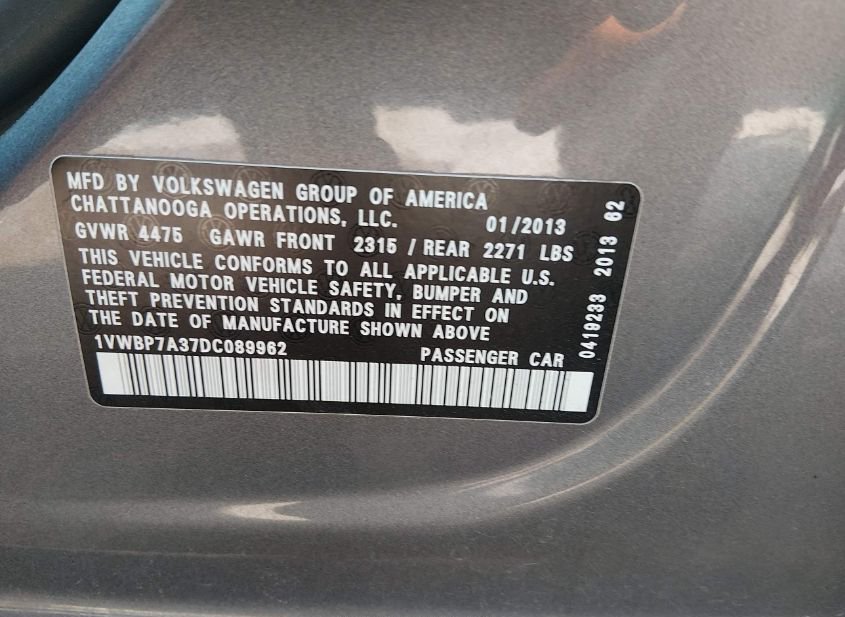 MFD BY VOLKSWAGEN GROUP OF AMERICA
CHATTANOOGA OPERATIONS, LLC. 01/2013
GVWR 4475 GAWR FRONT 2315 / REAR 2271 LBS
THIS VEHICLE CONFORMS TO ALL APPLICABLE U.S.
FEDERAL MOTOR VEHICLE SAFETY, BUMPER AND
THEFT PREVENTION STANDARDS IN EFFECT ON
THE DATE OF MANUFACTURE SHOWN ABOVE
1VWBP7A37DC089962 PASSENGER CAR
0419233 2013 62